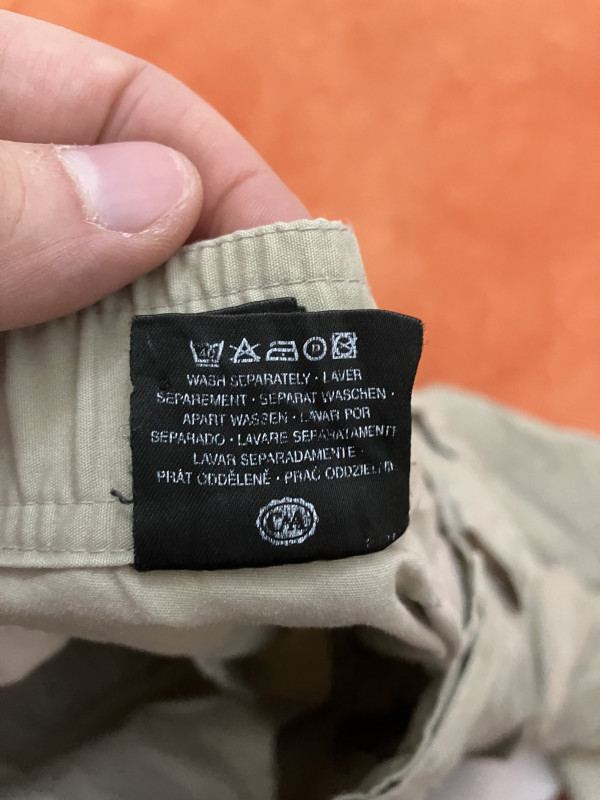 40 P
WASH SEPARATELY · LAVER
SEPAREMENT · SEPARAT WASCHEN ·
APART WASSEN · LAVAR POR
SEPARADO · LAVARE SEPARATAMENTE
LAVAR SEPARADAMENTE ·
PRÁT ODDĚLENĚ · PRAĆ ODDZIELNIE
C&A